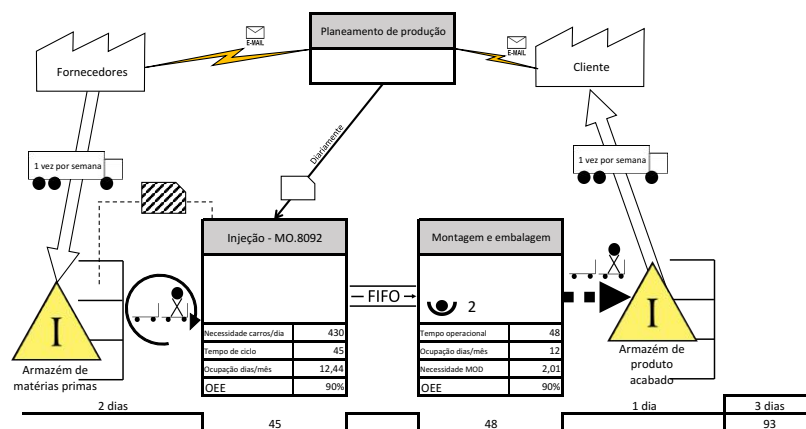 Planeamento de produção
E-MAIL
E-MAIL
Fornecedores
Cliente
Diariamente
1 vez por semana
1 vez por semana
Injeção - MO.8092
Montagem e embalagem
FIFO
2
I
I
Necessidade carros/dia 430
Tempo de ciclo 45
Ocupação dias/mês 12,44
OEE 90%
Tempo operacional 48
Ocupação dias/mês 12
Necessidade MOD 2,01
OEE 90%
Armazém de
matérias primas
Armazém de
produto
acabado
2 dias
1 dia
3 dias
45
48
93